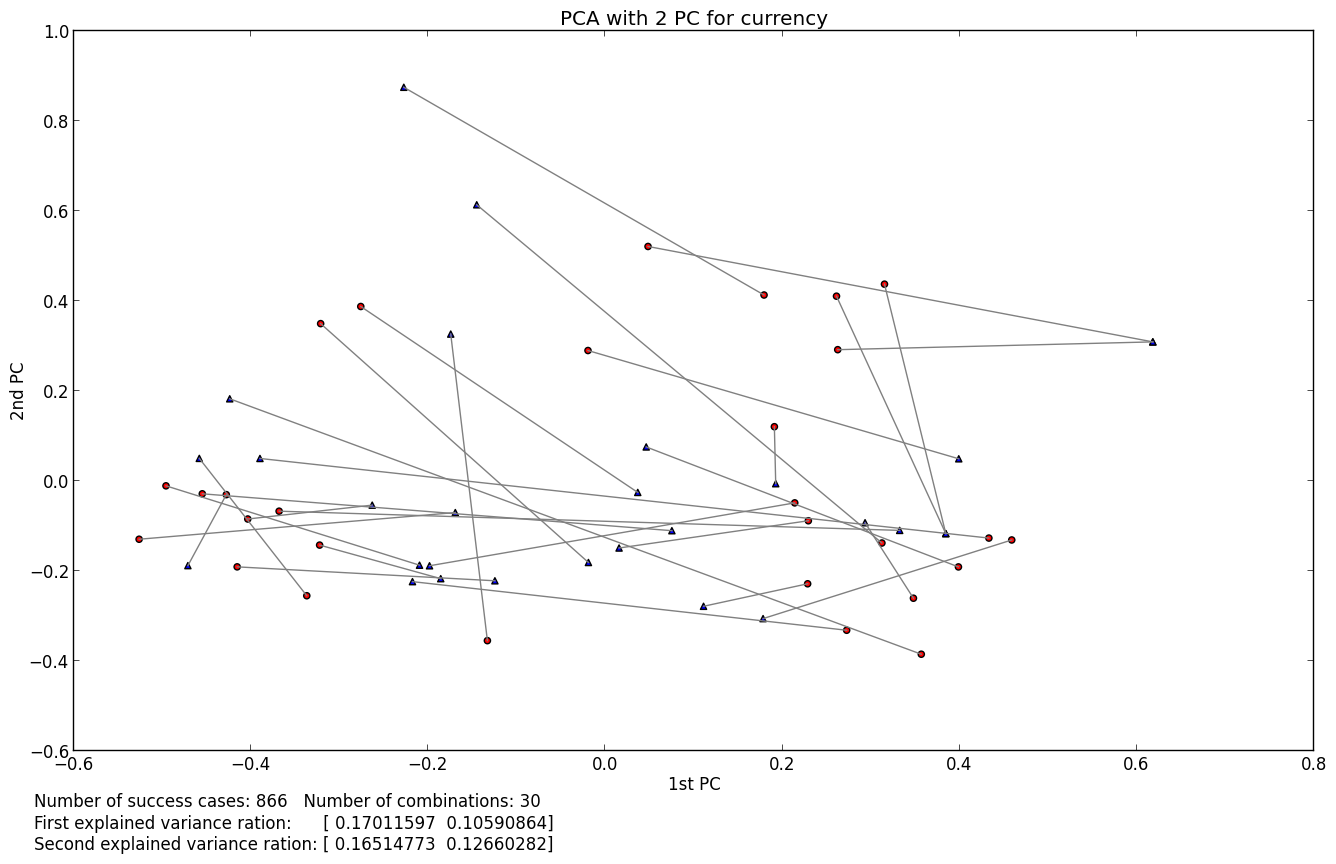 PCA with 2 PC for currency
1.0
0.8
0.6
0.4
0.2
0.0
−0.2
−0.4
−0.6
2nd PC
−0.6 −0.4 −0.2 0.0 0.2 0.4 0.6 0.8
1st PC
Number of success cases: 866 Number of combinations: 30
First explained variance ration: [ 0.17011597 0.10590864]
Second explained variance ration: [ 0.16514773 0.12660282]